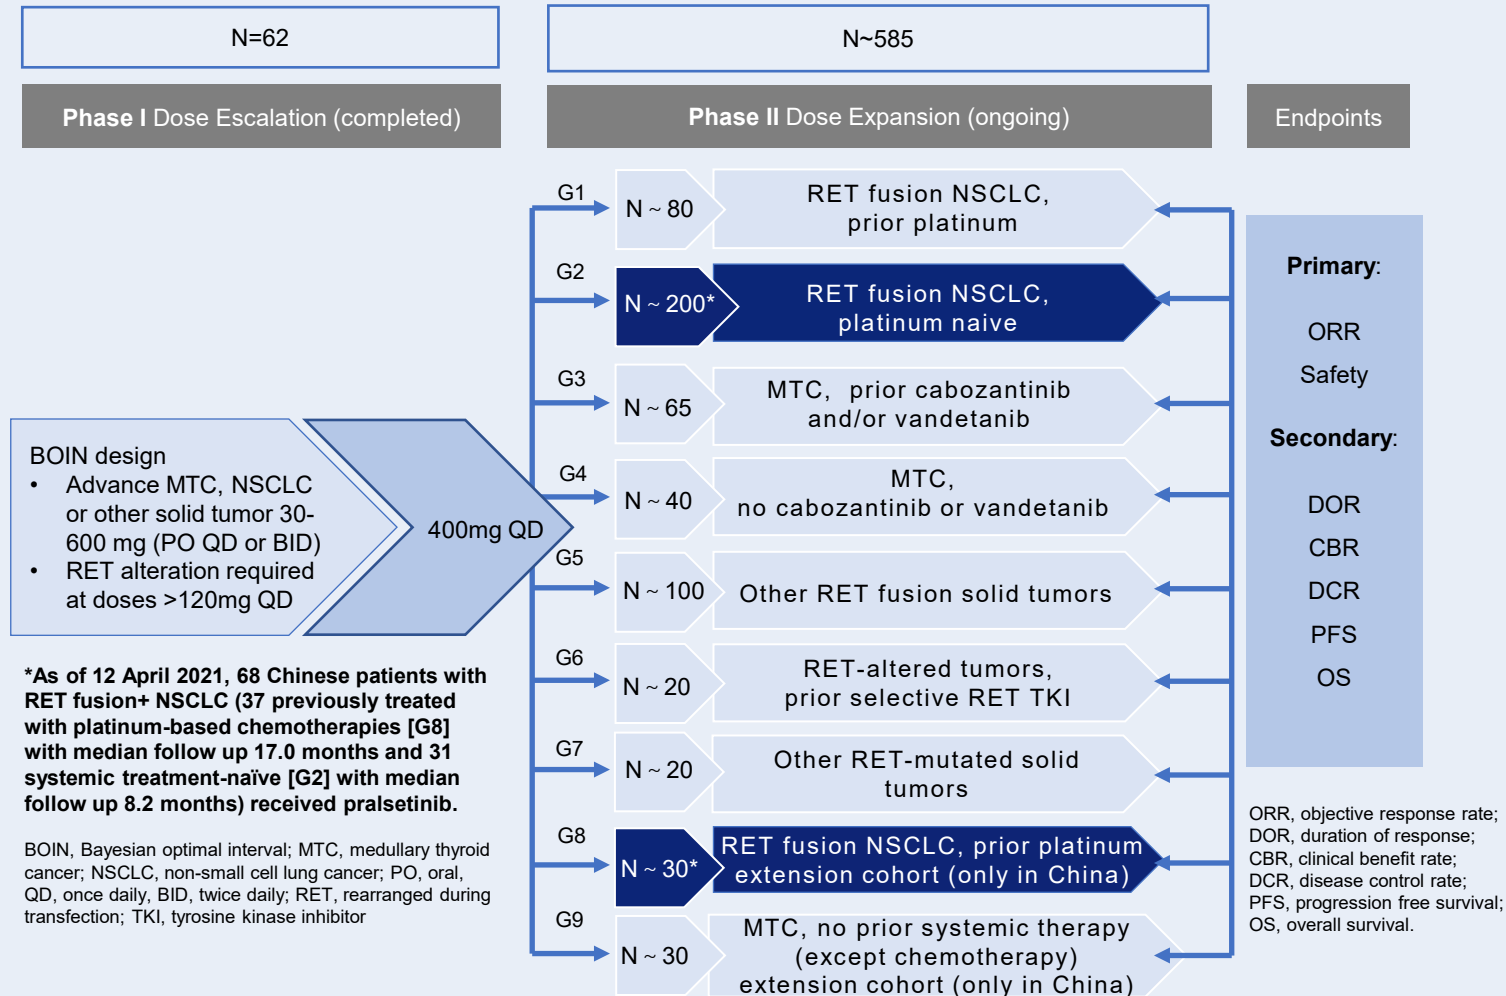 N=62
N~585
Phase I Dose Escalation (completed)
Phase II Dose Expansion (ongoing)
Endpoints
G1
N ~ 80
RET fusion NSCLC,
prior platinum
G2
N ~ 200*
RET fusion NSCLC,
platinum naive
G3
N ~ 65
MTC, prior cabozantinib
and/or vandetanib
G4
N ~ 40
MTC,
no cabozantinib or vandetanib
G5
N ~ 100
Other RET fusion solid tumors
G6
N ~ 20
RET-altered tumors,
prior selective RET TKI
G7
N ~ 20
Other RET-mutated solid
tumors
G8
N ~ 30*
RET fusion NSCLC, prior platinum
extension cohort (only in China)
G9
N ~ 30
MTC, no prior systemic therapy
(except chemotherapy)
extension cohort (only in China)
BOIN design
• Advance MTC, NSCLC
or other solid tumor 30-
600 mg (PO QD or BID)
• RET alteration required
at doses >120mg QD
400mg QD
*As of 12 April 2021, 68 Chinese patients with
RET fusion+ NSCLC (37 previously treated
with platinum-based chemotherapies [G8]
with median follow up 17.0 months and 31
systemic treatment-naïve [G2] with median
follow up 8.2 months) received pralsetinib.
BOIN, Bayesian optimal interval; MTC, medullary thyroid
cancer; NSCLC, non-small cell lung cancer; PO, oral,
QD, once daily, BID, twice daily; RET, rearranged during
transfection; TKI, tyrosine kinase inhibitor
Primary:
ORR
Safety
Secondary:
DOR
CBR
DCR
PFS
OS
ORR, objective response rate;
DOR, duration of response;
CBR, clinical benefit rate;
DCR, disease control rate;
PFS, progression free survival;
OS, overall survival.